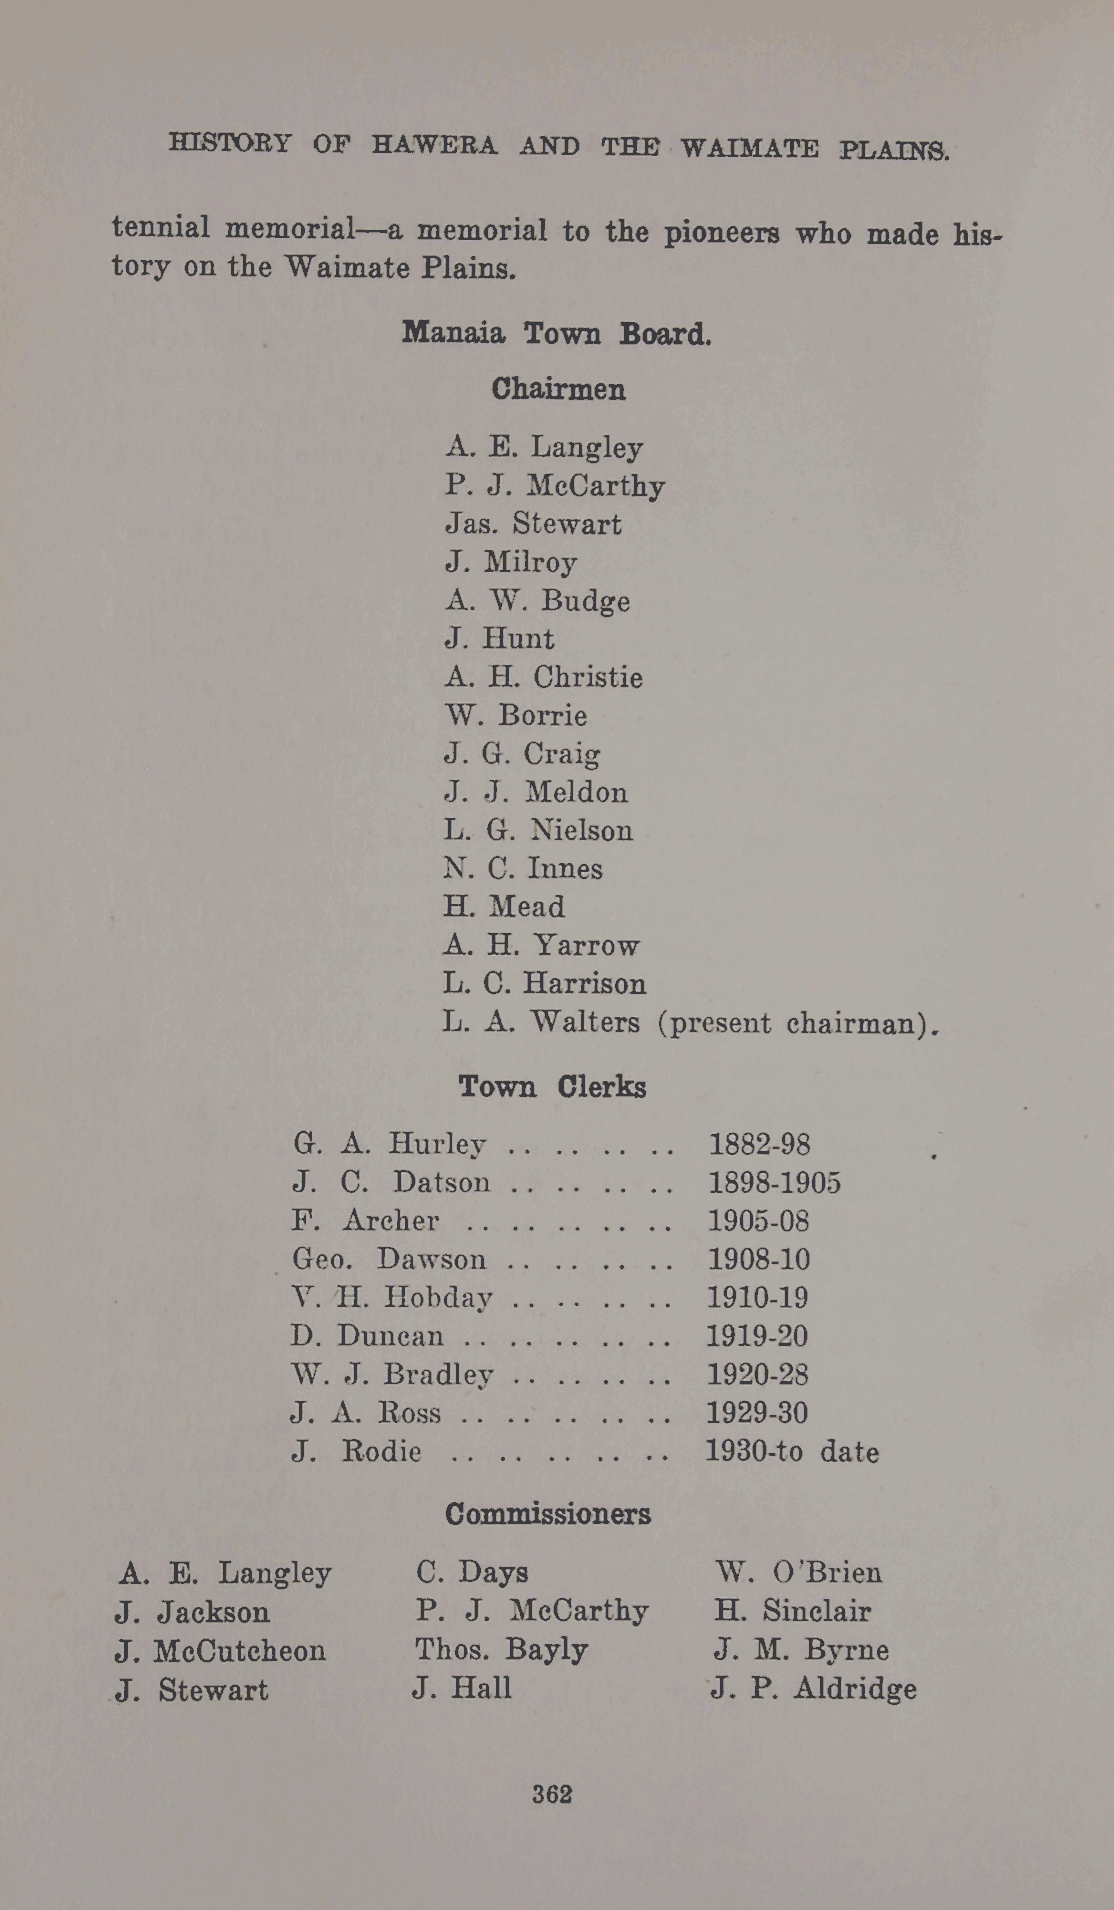 HISTORY OF HAWERA AND THE WAIMATE PLAINS.
tennial memorial—a memorial to the pioneers who made his-
tory on the Waimate Plains.
Manaia Town Board.
Chairmen
A. E. Langley
P. J. McCarthy
Jas. Stewart
J. Milroy
A. W. Budge
J. Hunt
A. H. Christie
W. Borrie
J. G. Craig
J. J. Meldon
L. G. Nielson
N. C. Innes
H. Mead
A. H. Yarrow
L. C. Harrison
L. A. Walters (present chairman).
Town Clerks
G. A. Hurley .. .. .. .. 1882-98
J. C. Datson .. .. .. .. 1898-1905
F. Archer .. .. .. .. .. 1905-08
Geo. Dawson .. .. .. .. 1908-10
V. H. Hobday .. .. .. .. 1910-19
D. Duncan .. .. .. .. .. 1919-20
W. J. Bradley .. .. .. .. 1920-28
J. A. Ross .. .. .. .. .. 1929-30
J. Rodie .. .. .. .. .. 1930-to date
Commissioners
A. E. Langley C. Days W. O'Brien
J. Jackson P. J. McCarthy H. Sinclair
J. McCutcheon Thos. Bayly J. M. Byrne
J. Stewart J. Hall J. P. Aldridge
362